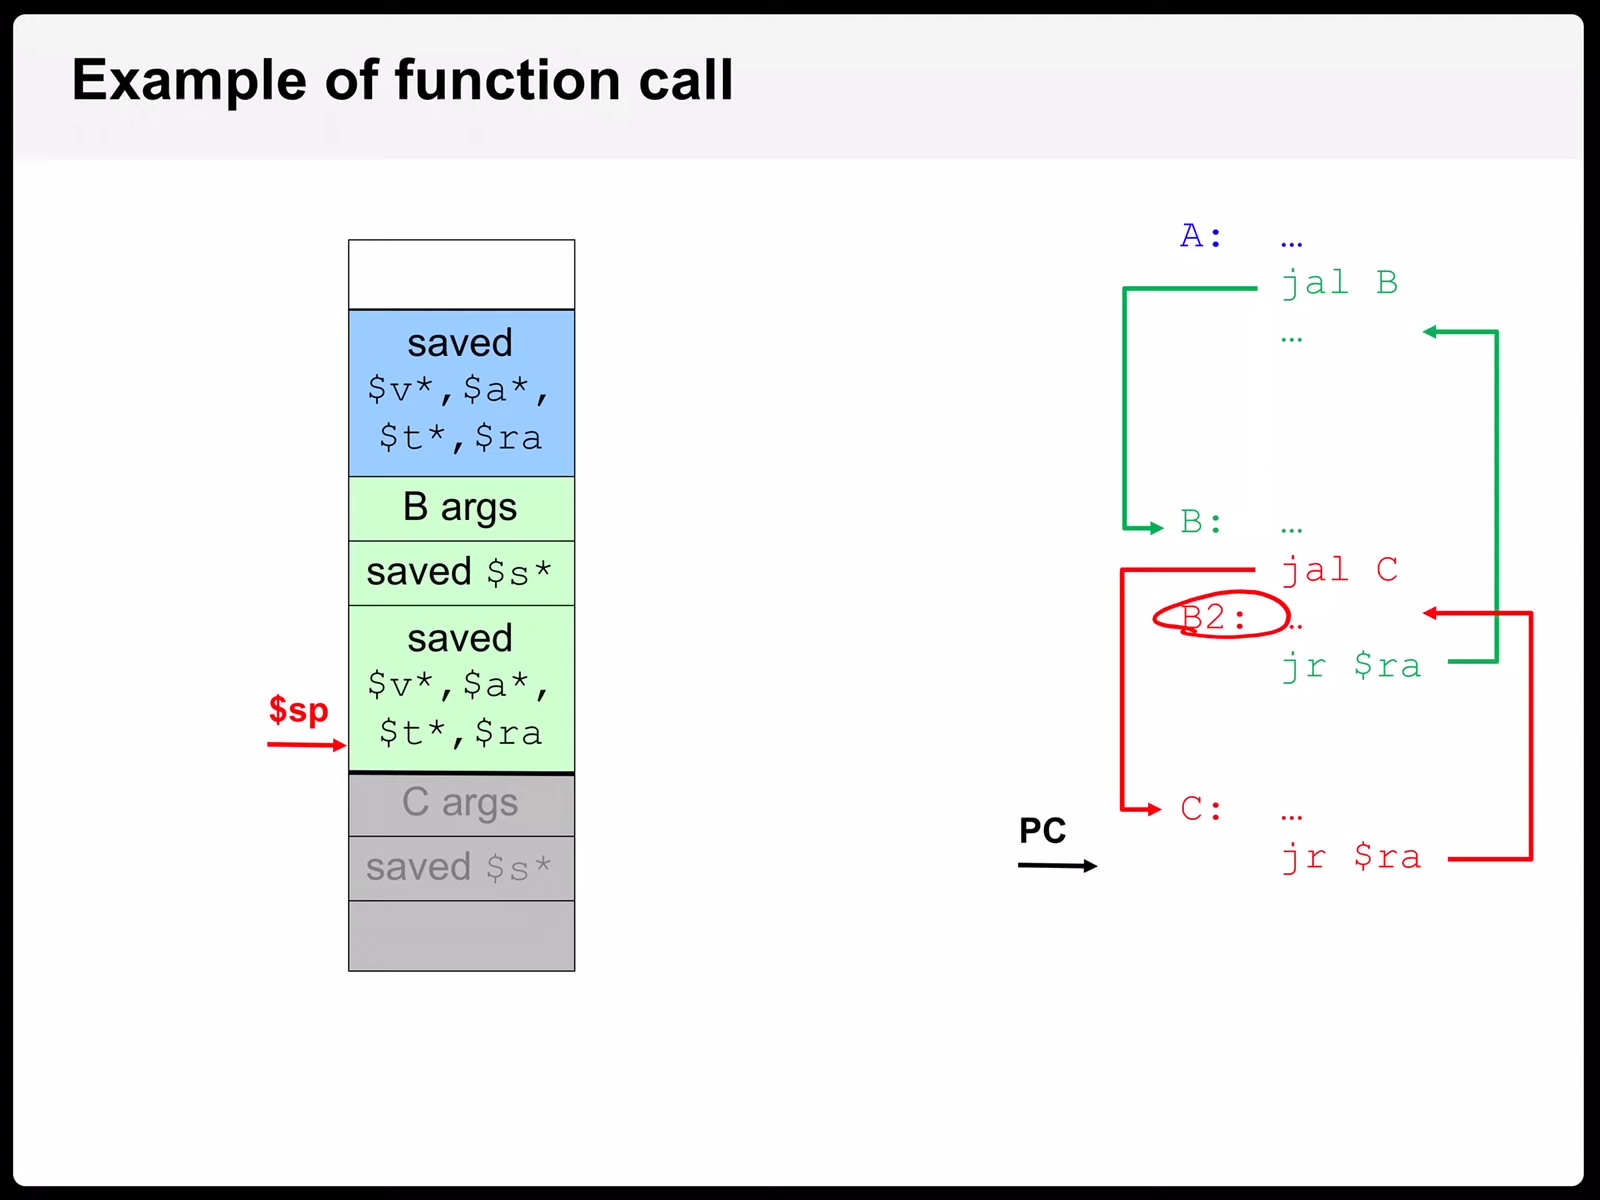 Example of function call
saved
$v*,$a*,
$t*,$ra
B args
saved $s*
saved
$v*,$a*,
$t*,$ra
$sp
C args
saved $s*
A: …
jal B
…
B: …
jal C
B2: …
jr $ra
PC
C: …
jr $ra